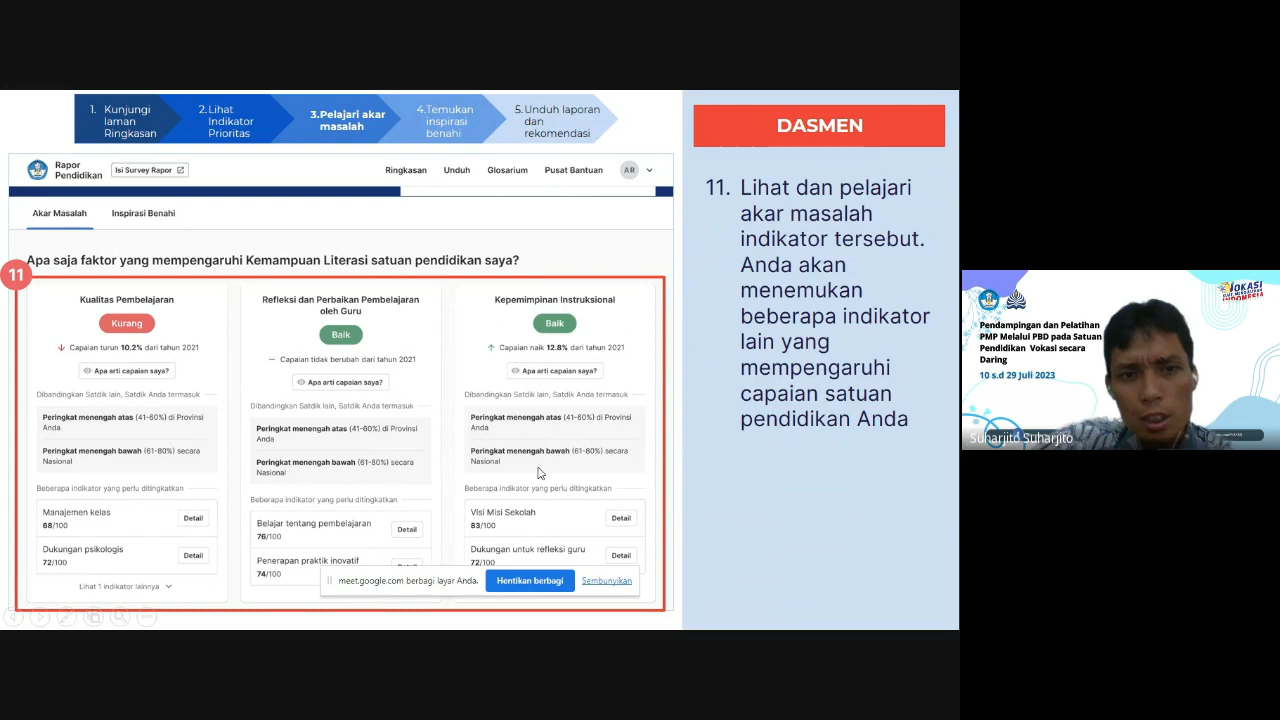 1. Kunjungi
laman
Ringkasan
2.Lihat
Indikator
Prioritas
3.Pelajari akar
masalah
4.Temukan
inspirasi
benahi
5. Unduh laporan
dan
rekomendasi
Rapor
Pendidikan
Isi Survey Rapor
Ringkasan
Unduh
Glosarium
Pusat Bantuan
AR
Akar Masalah
Inspirasi Benahi
Apa saja faktor yang mempengaruhi Kemampuan Literasi satuan pendidikan saya?
11
Kualitas Pembelajaran
Kurang
Capaian turun 10.2% dari tahun 2021
Apa arti capaian saya?
Dibandingkan Satdik lain, Satdik Anda termasuk
Peringkat menengah atas (41-60%) di Provinsi
Anda
Peringkat menengah bawah (61-80%) secara
Nasional
Beberapa indikator yang perlu ditingkatkan
Manajemen kelas
68/100
Detail
Dukungan psikologis
72/100
Detail
Lihat 1 indikator lainnya
Refleksi dan Perbaikan Pembelajaran
oleh Guru
Baik
Capaian tidak berubah dari tahun 2021
Apa arti capaian saya?
Dibandingkan Satdik lain, Satdik Anda termasuk
Peringkat menengah atas (41-60%) di Provinsi
Anda
Peringkat menengah bawah (61-80%) secara
Nasional
Beberapa indikator yang perlu ditingkatkan
Belajar tentang pembelajaran
76/100
Detail
Penerapan praktik inovatif
74/100
Kepemimpinan Instruksional
Baik
Capaian naik 12.8% dari tahun 2021
Apa arti capaian saya?
Dibandingkan Satdik lain, Satdik Anda termasuk
Peringkat menengah atas (41-60%) di Provinsi
Anda
Peringkat menengah bawah (61-80%) secara
Nasional
Beberapa indikator yang perlu ditingkatkan
Visi Misi Sekolah
83/100
Detail
Dukungan untuk refleksi guru
72/100
Detail
meet.google.com berbagi layar Anda.
Hentikan berbagi
Sembunyikan
DASMEN
11. Lihat dan pelajari
akar masalah
indikator tersebut.
Anda akan
menemukan
beberapa indikator
lain yang
mempengaruhi
capaian satuan
pendidikan Anda
Pendampingan dan Pelatihan
PMP Melalui PBD pada Satuan
Pendidikan Vokasi secara
Daring
10 s.d 29 Juli 2023
Suharjito Suharjito